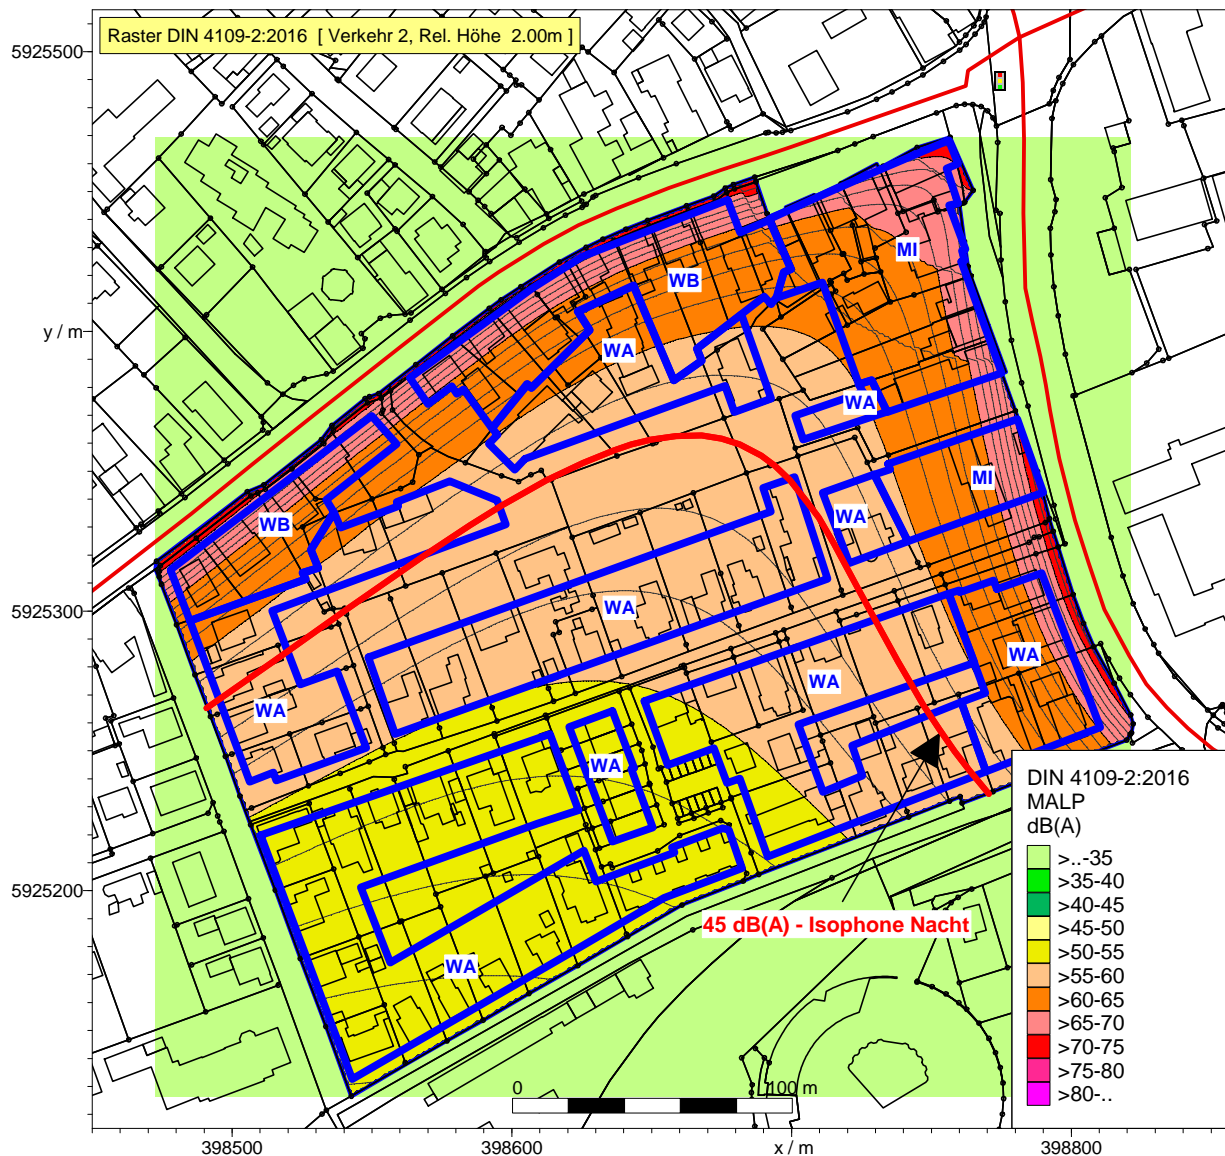 Raster DIN 4109-2:2016 [ Verkehr 2, Rel. Höhe 2.00m ]
5925500
MI
WB
y / m
WA
WA
MI
WA
WB
5925300
WA
WA
WA
WA
WA
DIN 4109-2:2016
MALP
dB(A)
>..-35
>35-40
>40-45
>45-50
>50-55
>55-60
>60-65
>65-70
>70-75
>75-80
>80-..
5925200
45 dB(A) - Isophone Nacht
WA
0 100 m
398500 398600 x / m 398800